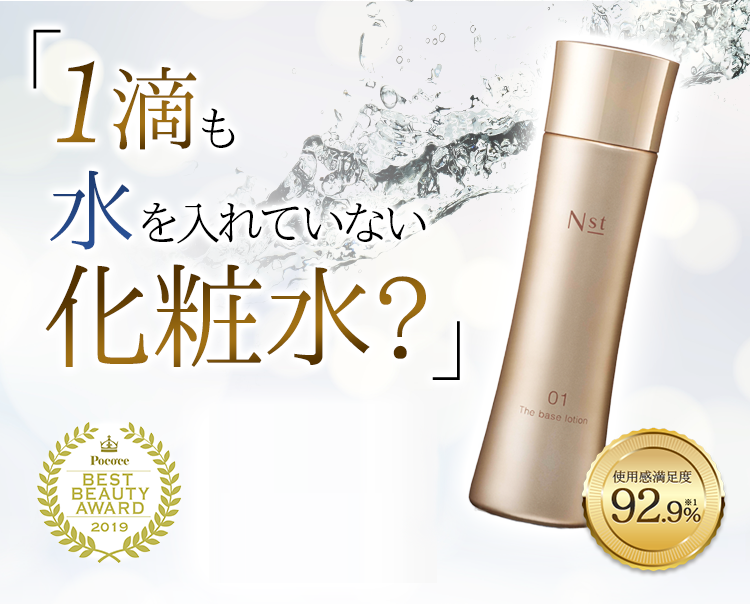 「1滴も
水を入れていない
化粧水?」
Nst
01
The base lotion
Pococe
BEST
BEAUTY
AWARD
2019
使用感満足度
92.9%※1